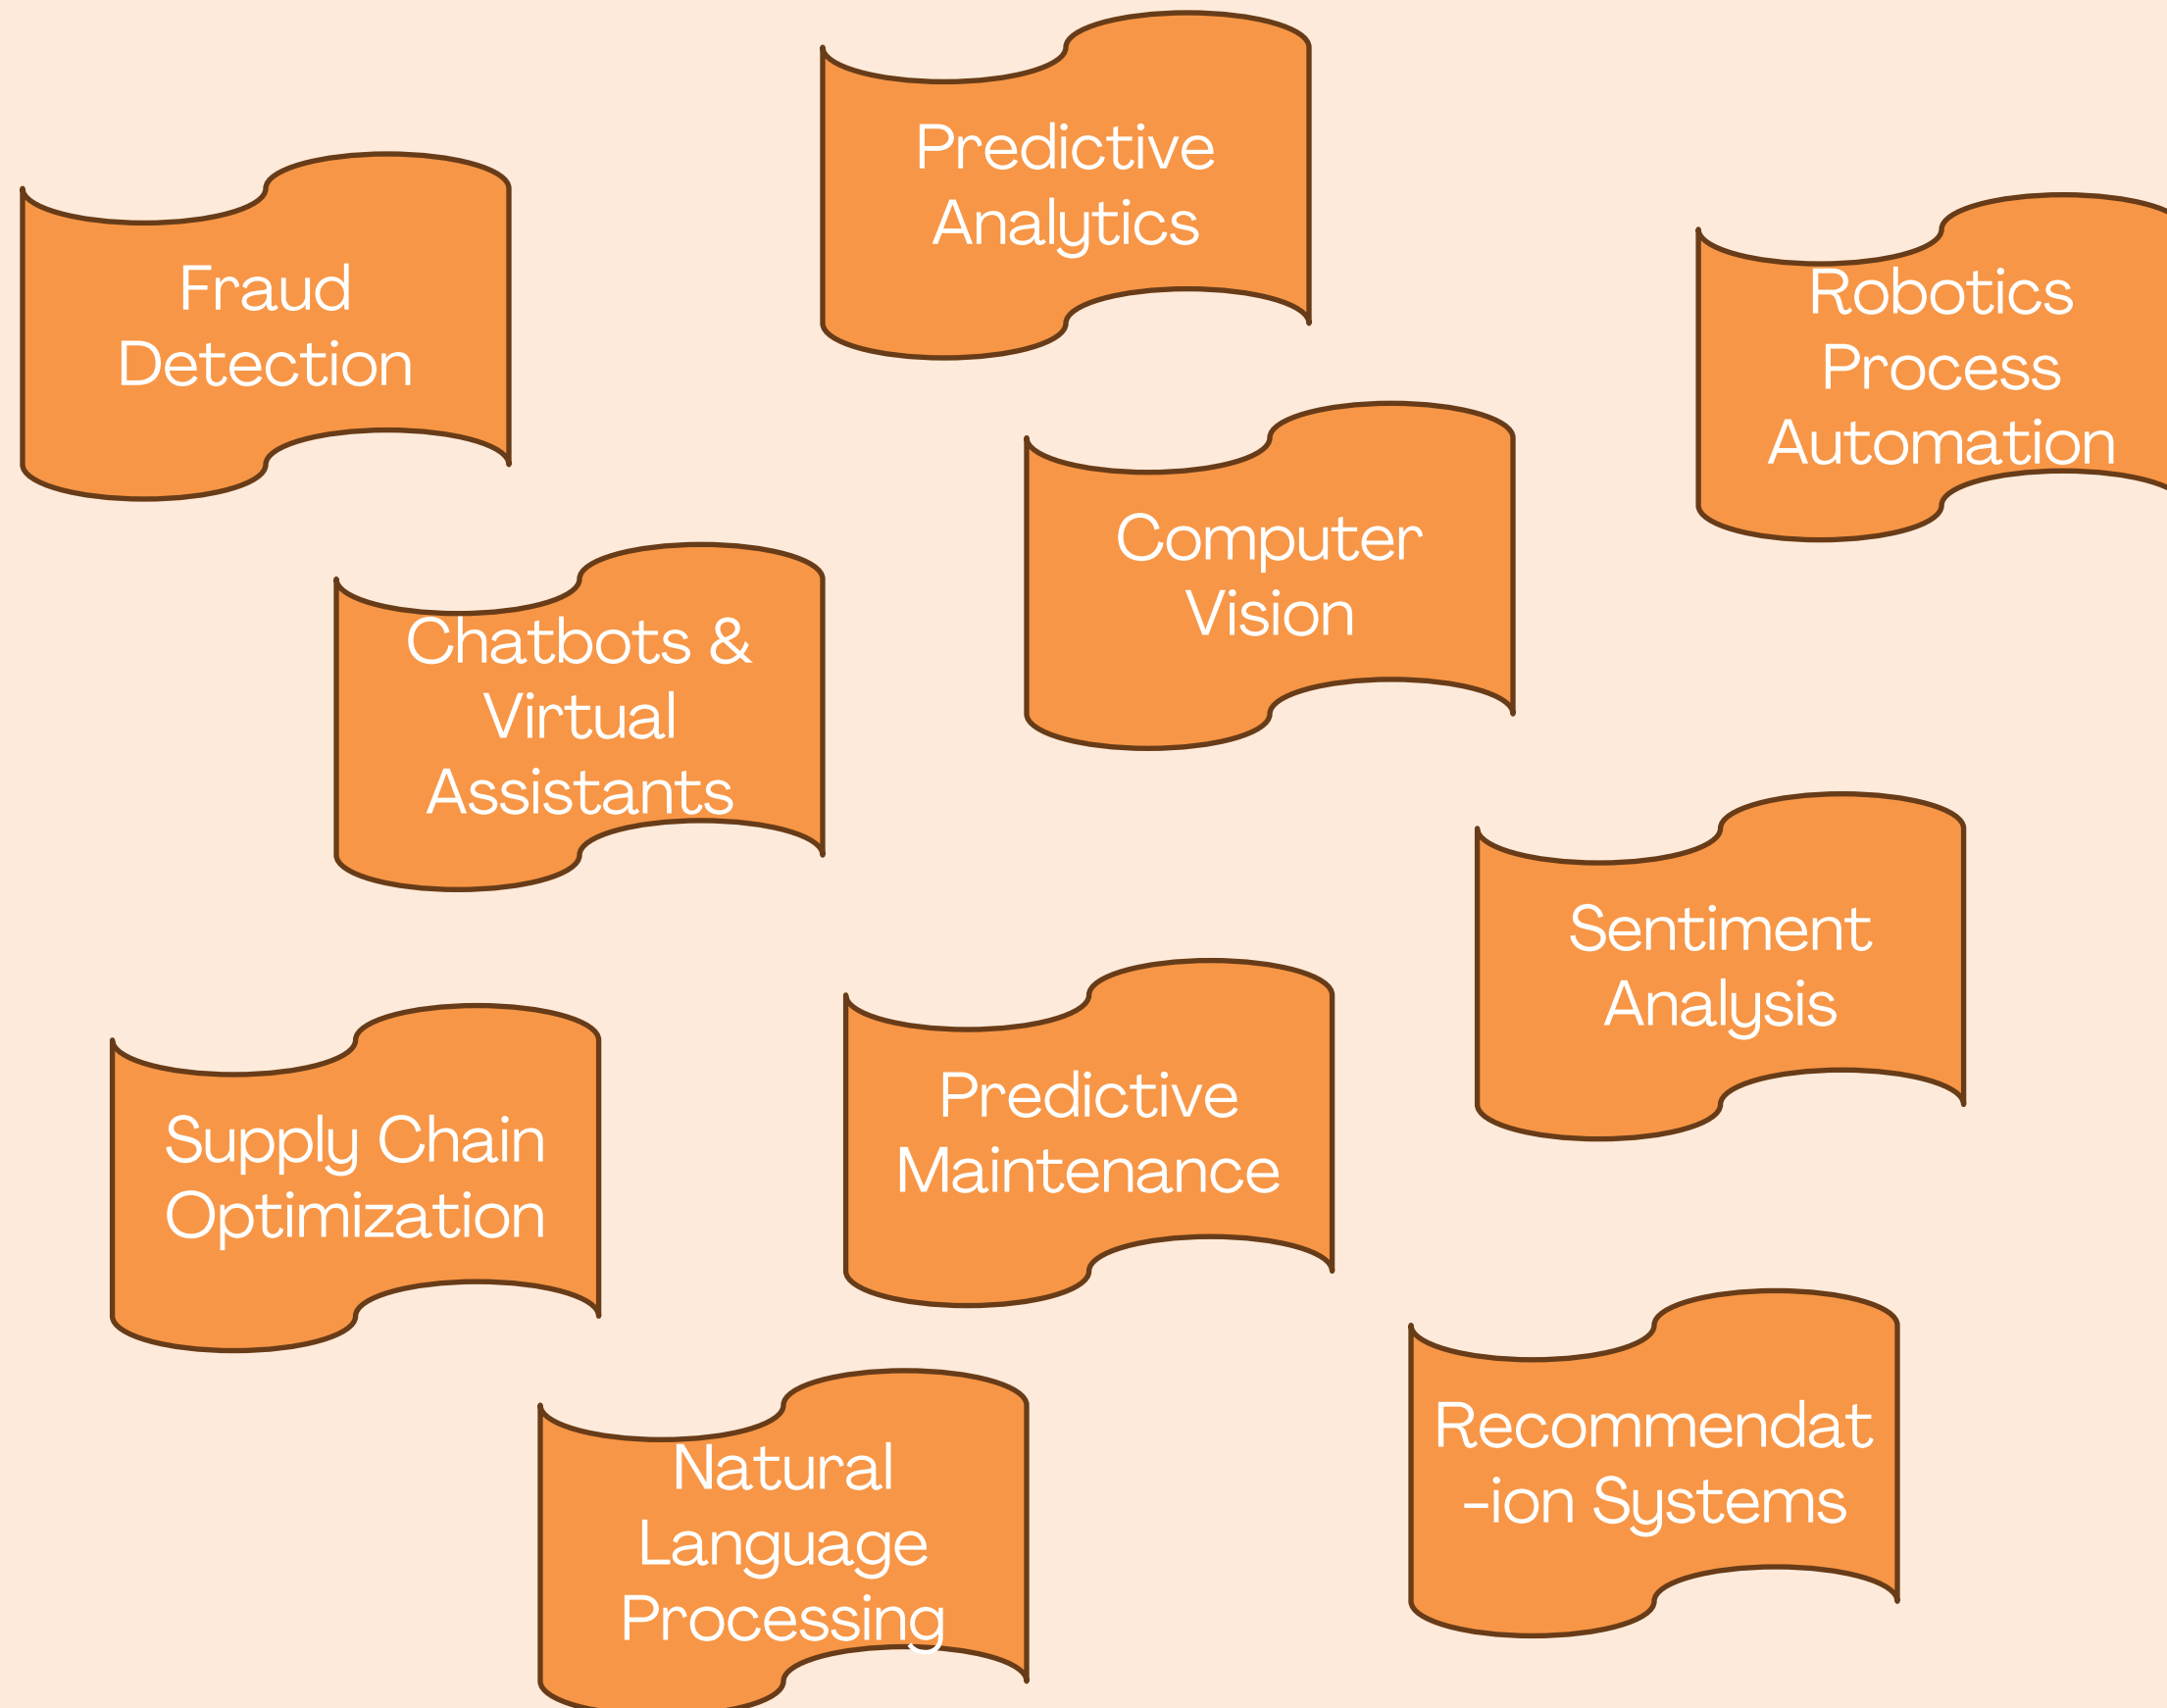 Predictive
Analytics
Fraud
Detection
Robotics
Process
Automation
Computer
Vision
Chatbots &
Virtual
Assistants
Sentiment
Analysis
Predictive
Maintenance
Supply Chain
Optimization
Recommendat
-ion Systems
Natural
Language
Processing